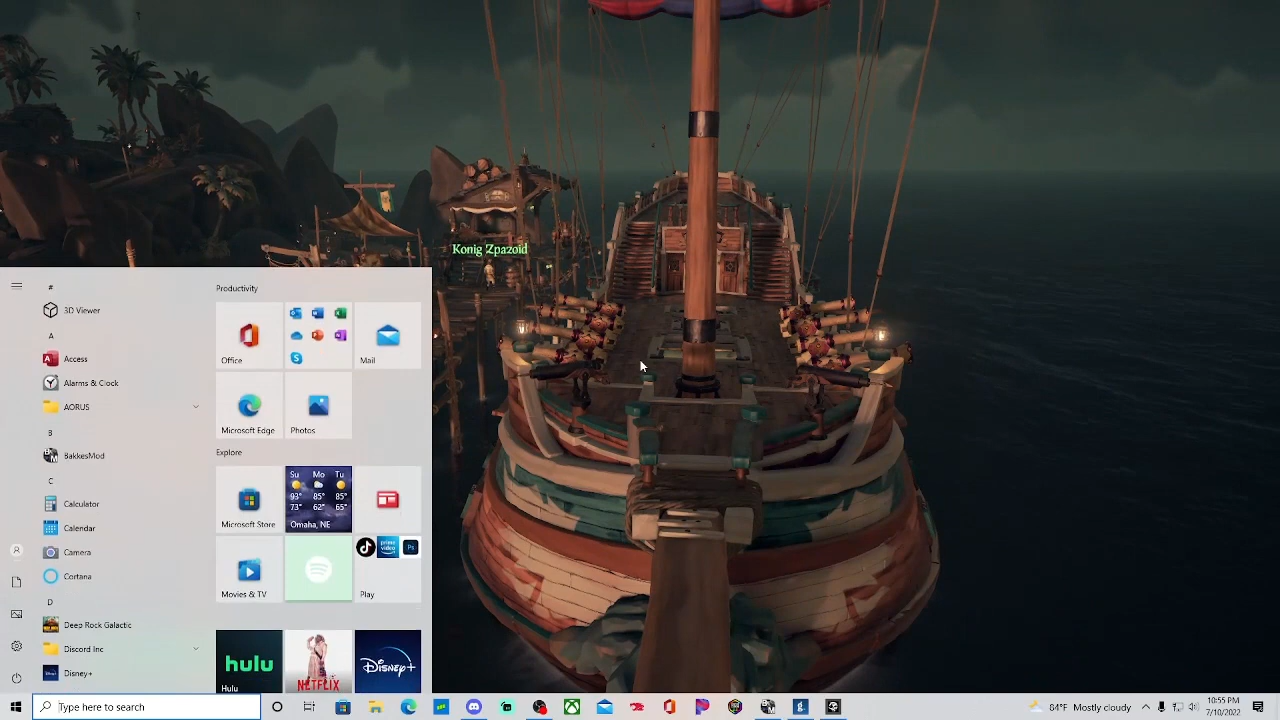 Konig Zpazoid
#
3D Viewer
A
Access
Alarms & Clock
AORUS
B
BakkesMod
C
Calculator
Calendar
Camera
Cortana
D
Deep Rock Galactic
Discord Inc
Disney+
Productivity
Office
Mail
Microsoft Edge
Photos
Explore
Microsoft Store
Su Mo Tu
93° 85° 85°
73° 62° 65°
Omaha, NE
Movies & TV
prime video
Ps
Play
hulu
Hulu
NETFLIX
Disney+
Type here to search
84°F Mostly cloudy
10:55 PM
7/10/2022